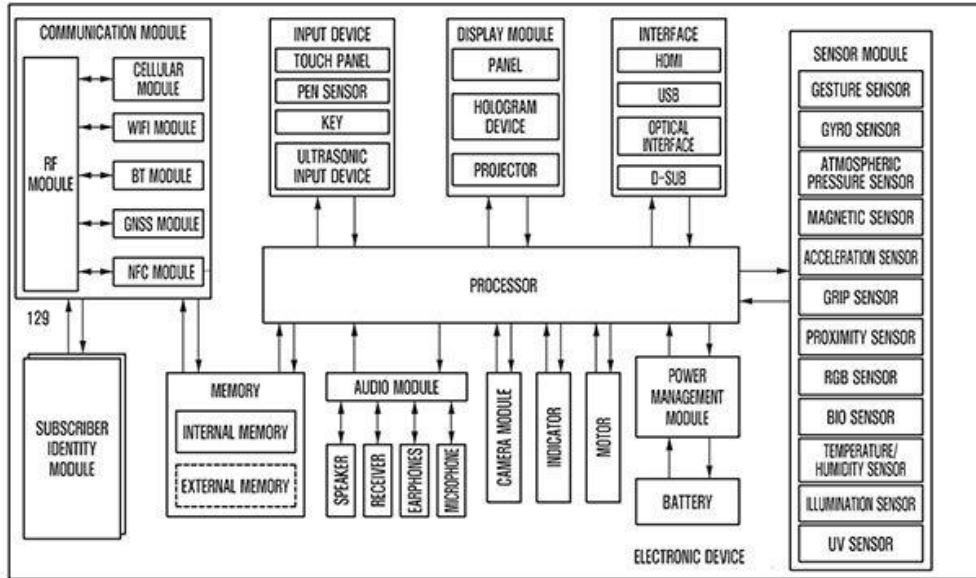 COMMUNICATION MODULE
RF
MODULE
CELLULAR
MODULE
WIFI MODULE
BT MODULE
GNSS MODULE
NFC MODULE
INPUT DEVICE
TOUCH PANEL
PEN SENSOR
KEY
ULTRASONIC
INPUT DEVICE
DISPLAY MODULE
PANEL
HOLOGRAM
DEVICE
PROJECTOR
INTERFACE
HDMI
USB
OPTICAL
INTERFACE
D-SUB
SENSOR MODULE
GESTURE SENSOR
GYRO SENSOR
ATMOSPHERIC
PRESSURE SENSOR
MAGNETIC SENSOR
ACCELERATION SENSOR
GRIP SENSOR
PROXIMITY SENSOR
RGB SENSOR
BIO SENSOR
TEMPERATURE/
HUMIDITY SENSOR
ILLUMINATION SENSOR
UV SENSOR
PROCESSOR
129
SUBSCRIBER
IDENTITY
MODULE
MEMORY
INTERNAL MEMORY
EXTERNAL MEMORY
AUDIO MODULE
SPEAKER
RECEIVER
EARPHONES
MICROPHONE
CAMERA MODULE
INDICATOR
MOTOR
POWER
MANAGEMENT
MODULE
BATTERY
ELECTRONIC DEVICE